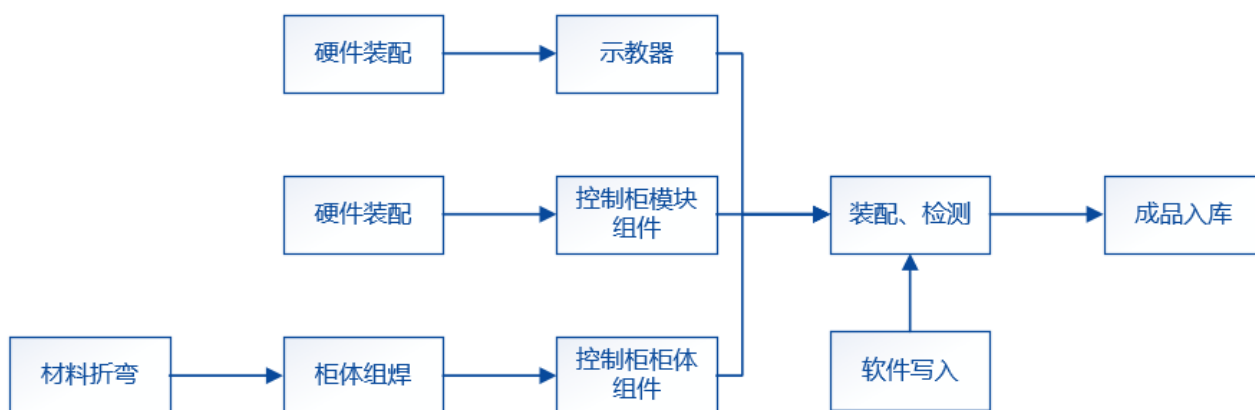 硬件装配
示教器
硬件装配
控制柜模块
组件
装配、检测
成品入库
材料折弯
柜体组焊
控制柜柜体
组件
软件写入